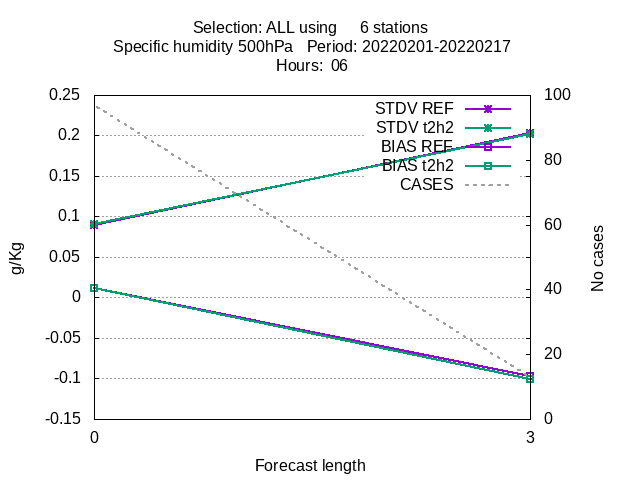 Selection: ALL using     6 stations
Specific humidity 500hPa   Period: 20220201-20220217
Hours:  06
0.25
0.2
0.15
0.1
0.05
0
-0.05
-0.1
-0.15
g/Kg
STDV REF
STDV t2h2
BIAS REF
BIAS t2h2
CASES
100
80
60
40
20
0
No cases
0
3
Forecast length